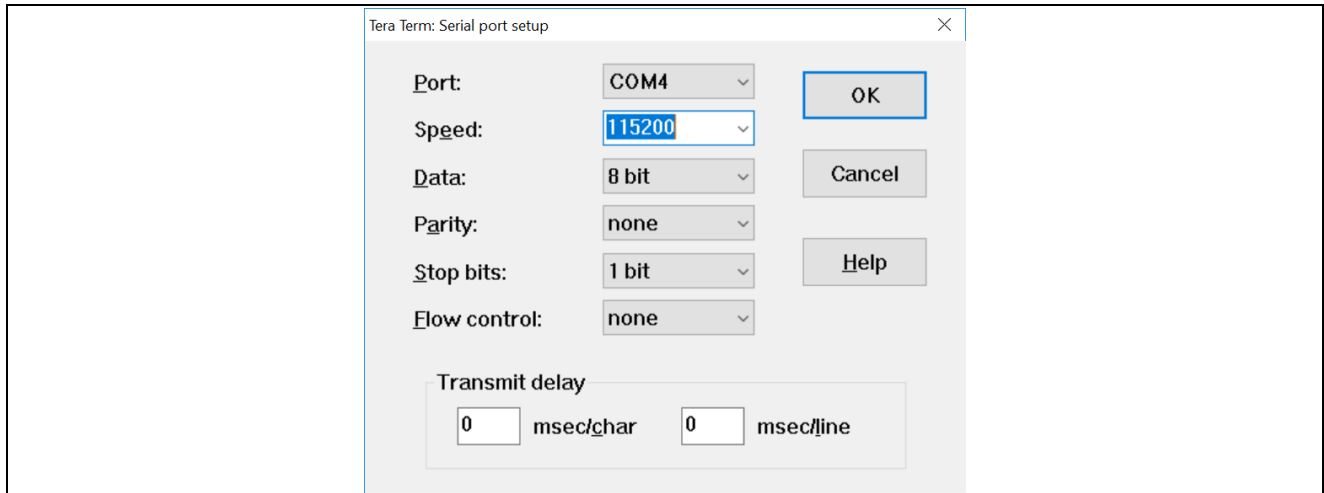 Tera Term: Serial port setup
Port: COM4 OK
Speed: 115200
Data: 8 bit Cancel
Parity: none
Stop bits: 1 bit Help
Flow control: none
Transmit delay
0 msec/char 0 msec/line